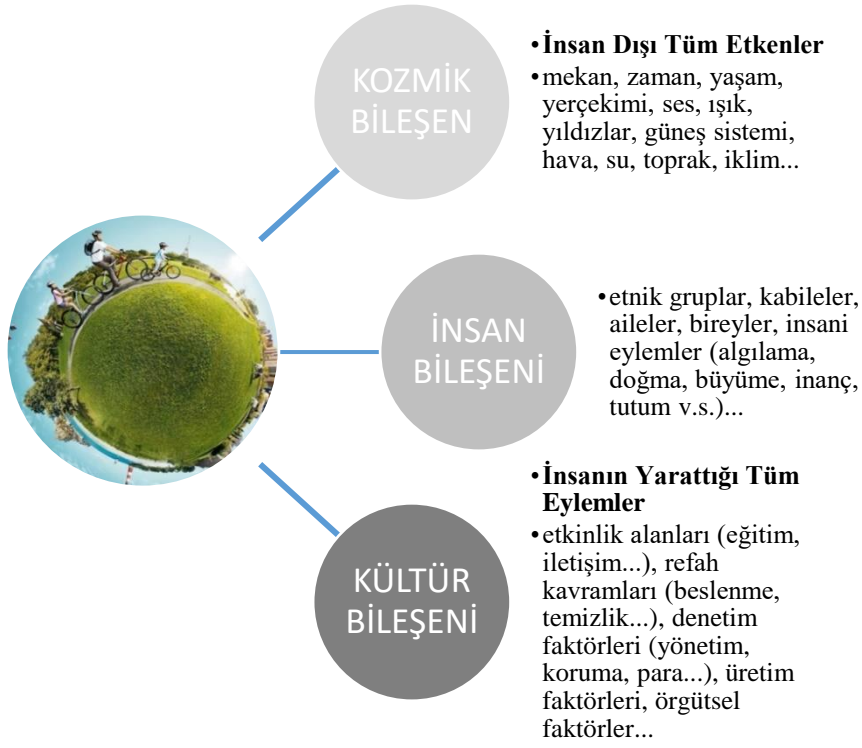 KOZMİK
BİLEŞEN
•İnsan Dışı Tüm Etkenler
•mekan, zaman, yaşam,
yerçekimi, ses, ışık,
yıldızlar, güneş sistemi,
hava, su, toprak, iklim...
İNSAN
BİLEŞENİ
•etnik gruplar, kabileler,
aileler, bireyler, insani
eylemler (algılama,
doğma, büyüme, inanç,
tutum v.s.)...
KÜLTÜR
BİLEŞENİ
•İnsanın Yarattığı Tüm
Eylemler
•etkinlik alanları (eğitim,
iletişim...), refah
kavramları (beslenme,
temizlik...), denetim
faktörleri (yönetim,
koruma, para...), üretim
faktörleri, örgütsel
faktörler...